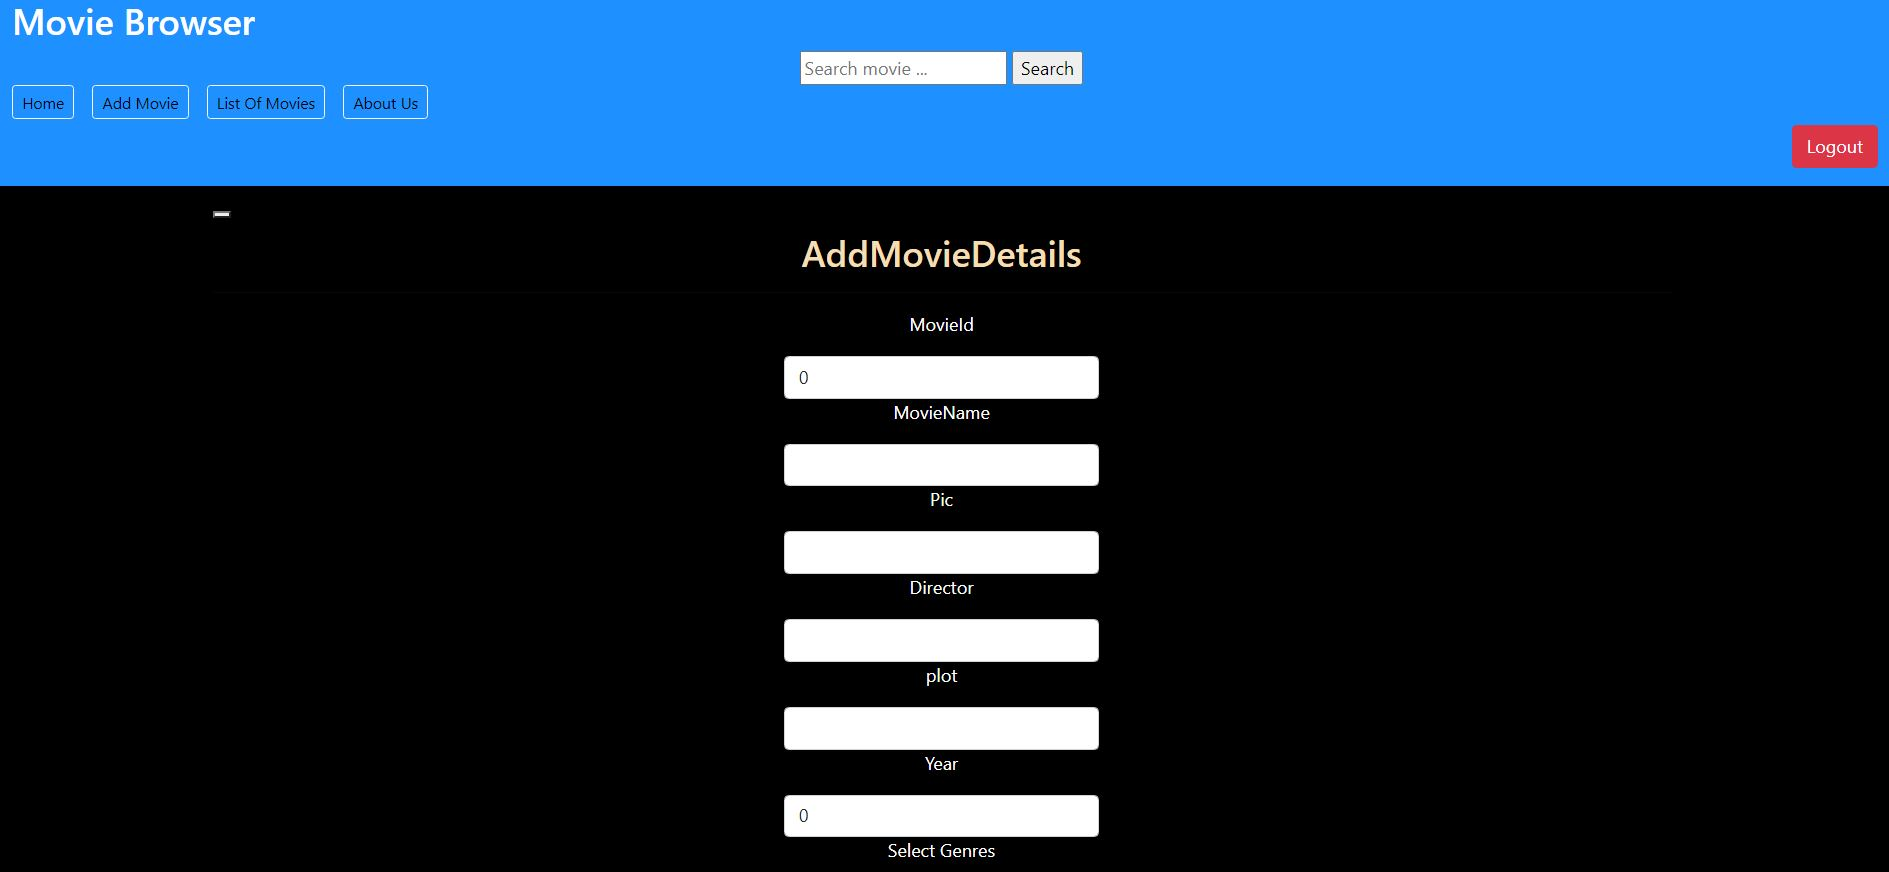 Movie Browser
Search movie ... Search
Home Add Movie List Of Movies About Us
Logout
AddMovieDetails
MovieId
0
MovieName
Pic
Director
plot
Year
0
Select Genres